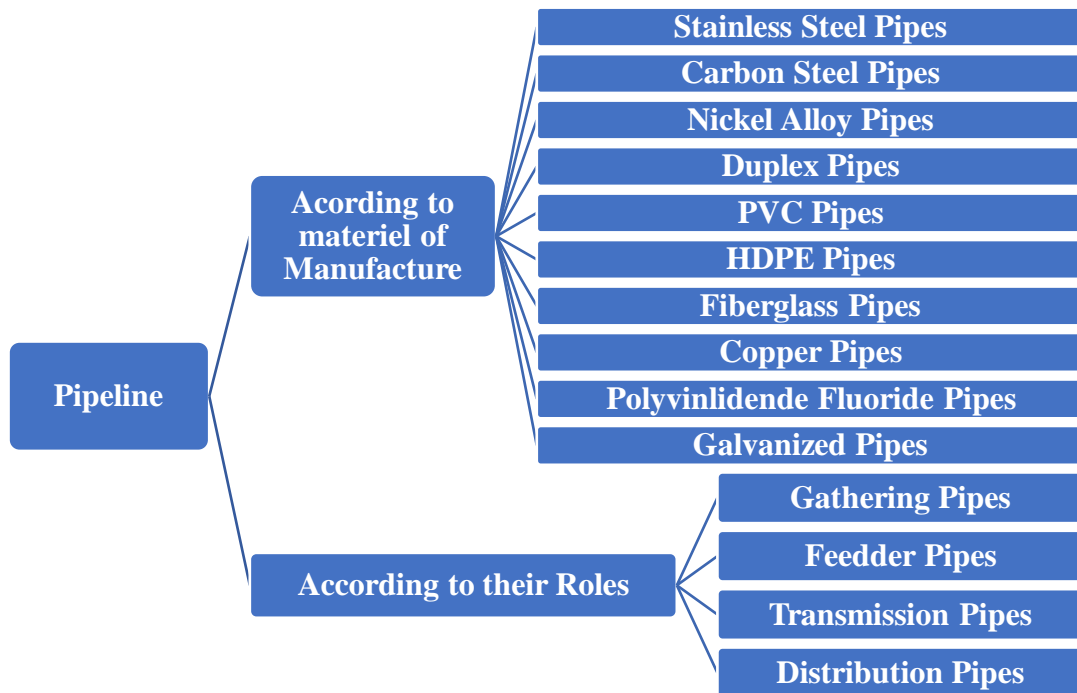 Stainless Steel Pipes
Carbon Steel Pipes
Nickel Alloy Pipes
Duplex Pipes
PVC Pipes
HDPE Pipes
Fiberglass Pipes
Copper Pipes
Polyvinlidende Fluoride Pipes
Galvanized Pipes
Acording to
materiel of
Manufacture
Pipeline
Gathering Pipes
Feedder Pipes
Transmission Pipes
Distribution Pipes
According to their Roles